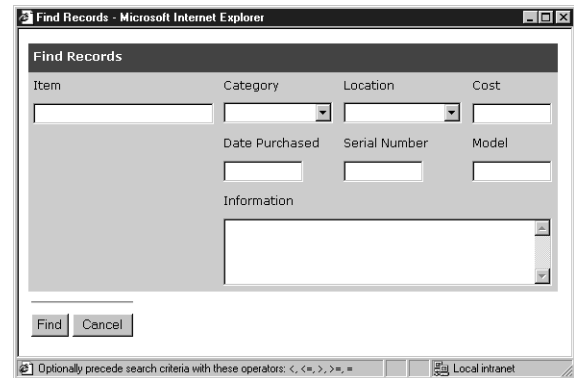 Find Records - Microsoft Internet Explorer
Find Records
Item Category Location Cost
Date Purchased Serial Number Model
Information
Find Cancel
Optionally precede search criteria with these operators: <, <=, >, >=, = Local intranet